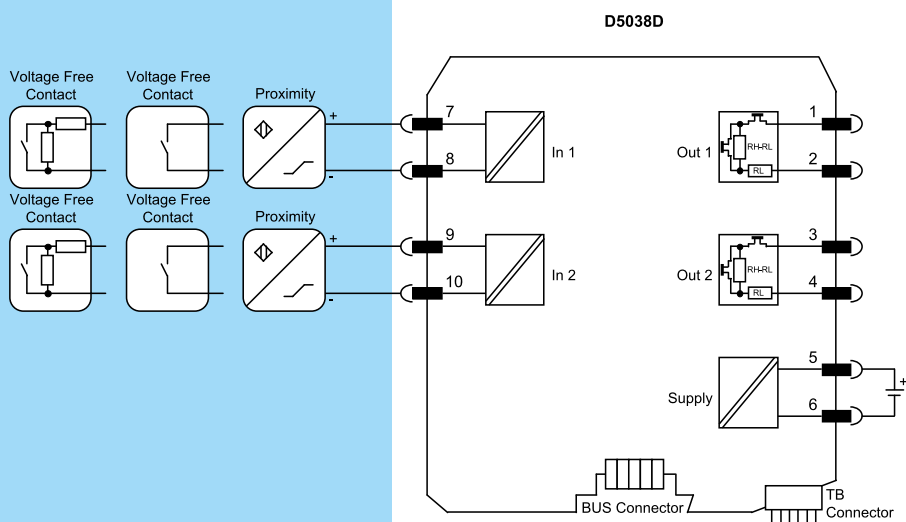 D5038D
Voltage Free
Contact
Voltage Free
Contact
Proximity
+
-
7
8
In 1
Out 1
RH-RL
RL
1
2
Voltage Free
Contact
Voltage Free
Contact
Proximity
+
-
9
10
In 2
Out 2
RH-RL
RL
3
4
Supply
5
6
+
BUS Connector
TB
Connector